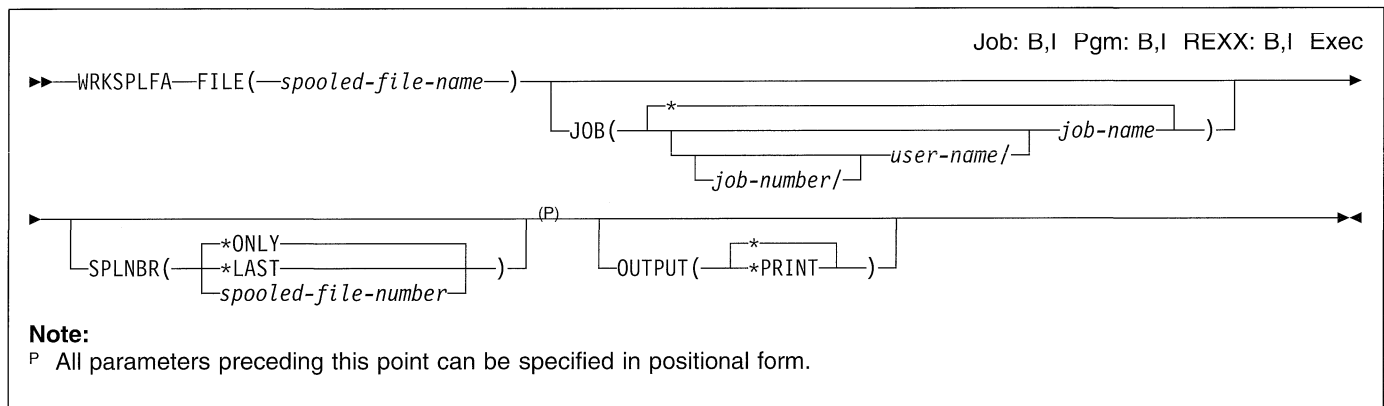 Job: B,I Pgm: B,I REXX: B,I Exec
WRKSPLFA FILE( spooled-file-name )
*
JOB( job-name )
user-name/
job-number/
(P)
*ONLY *
SPLNBR( *LAST ) OUTPUT( *PRINT )
spooled-file-number
Note:
P All parameters preceding this point can be specified in positional form.